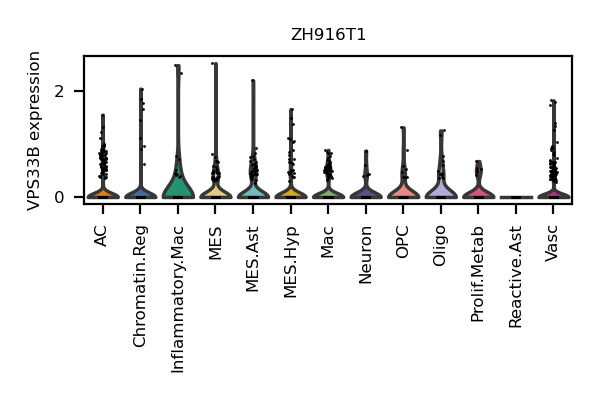 ZH916T1
VPS33B expression
2
0
AC
Chromatin.Reg
Inflammatory.Mac
MES
MES.Ast
MES.Hyp
Mac
Neuron
OPC
Oligo
Prolif.Metab
Reactive.Ast
Vasc